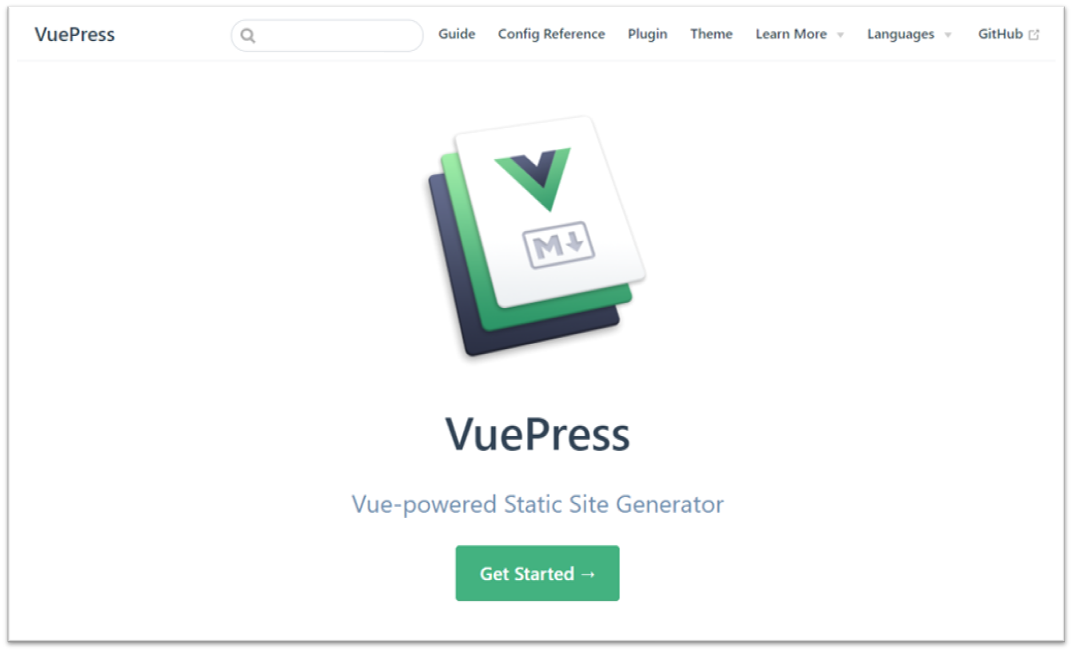 VuePress Guide Config Reference Plugin Theme Learn More Languages GitHub
M
VuePress
Vue-powered Static Site Generator
Get Started →